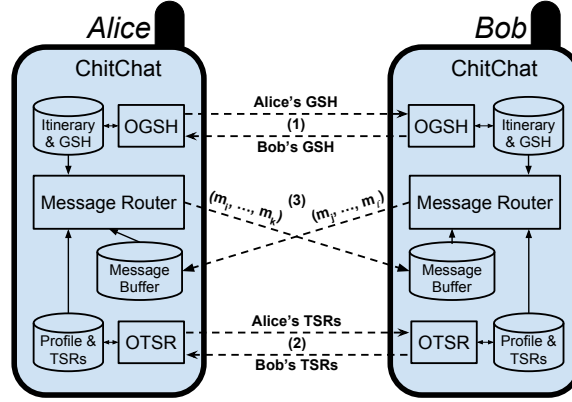 Alice
Bob
ChitChat
ChitChat
Itinerary
& GSH
OGSH
Alice's GSH
(1)
Bob's GSH
OGSH
Itinerary
& GSH
Message Router
(mᵢ, ..., mₖ)
(3)
(mⱼ, ..., mₗ)
Message Router
Message
Buffer
Message
Buffer
Profile &
TSRs
OTSR
Alice's TSRs
(2)
Bob's TSRs
OTSR
Profile &
TSRs